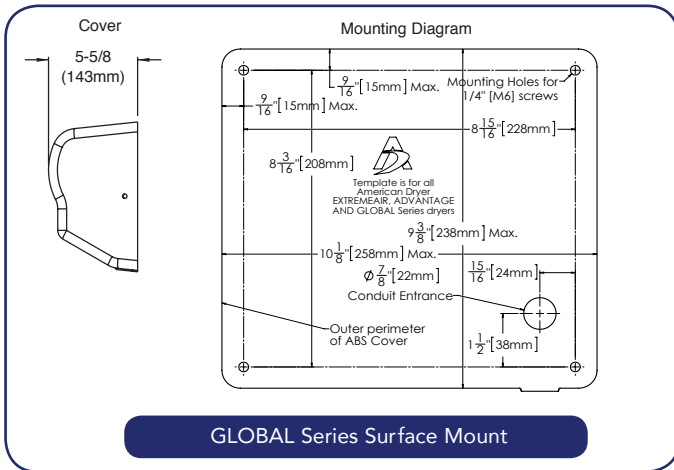 Cover
5-5/8
(143mm)
Mounting Diagram
9/16"[15mm] Max.
Mounting Holes for
1/4" [M6] screws
9/16"[15mm] Max.
8 15/16"[228mm]
8 3/16"[208mm]
AD
Template is for all
American Dryer
EXTREMEAIR, ADVANTAGE
AND GLOBAL Series dryers
9 3/8"[238mm] Max.
10 1/8"[258mm] Max.
Ø 7/8"[22mm]
15/16"[24mm]
Conduit Entrance
Outer perimeter
of ABS Cover
1 1/2"[38mm]
GLOBAL Series Surface Mount